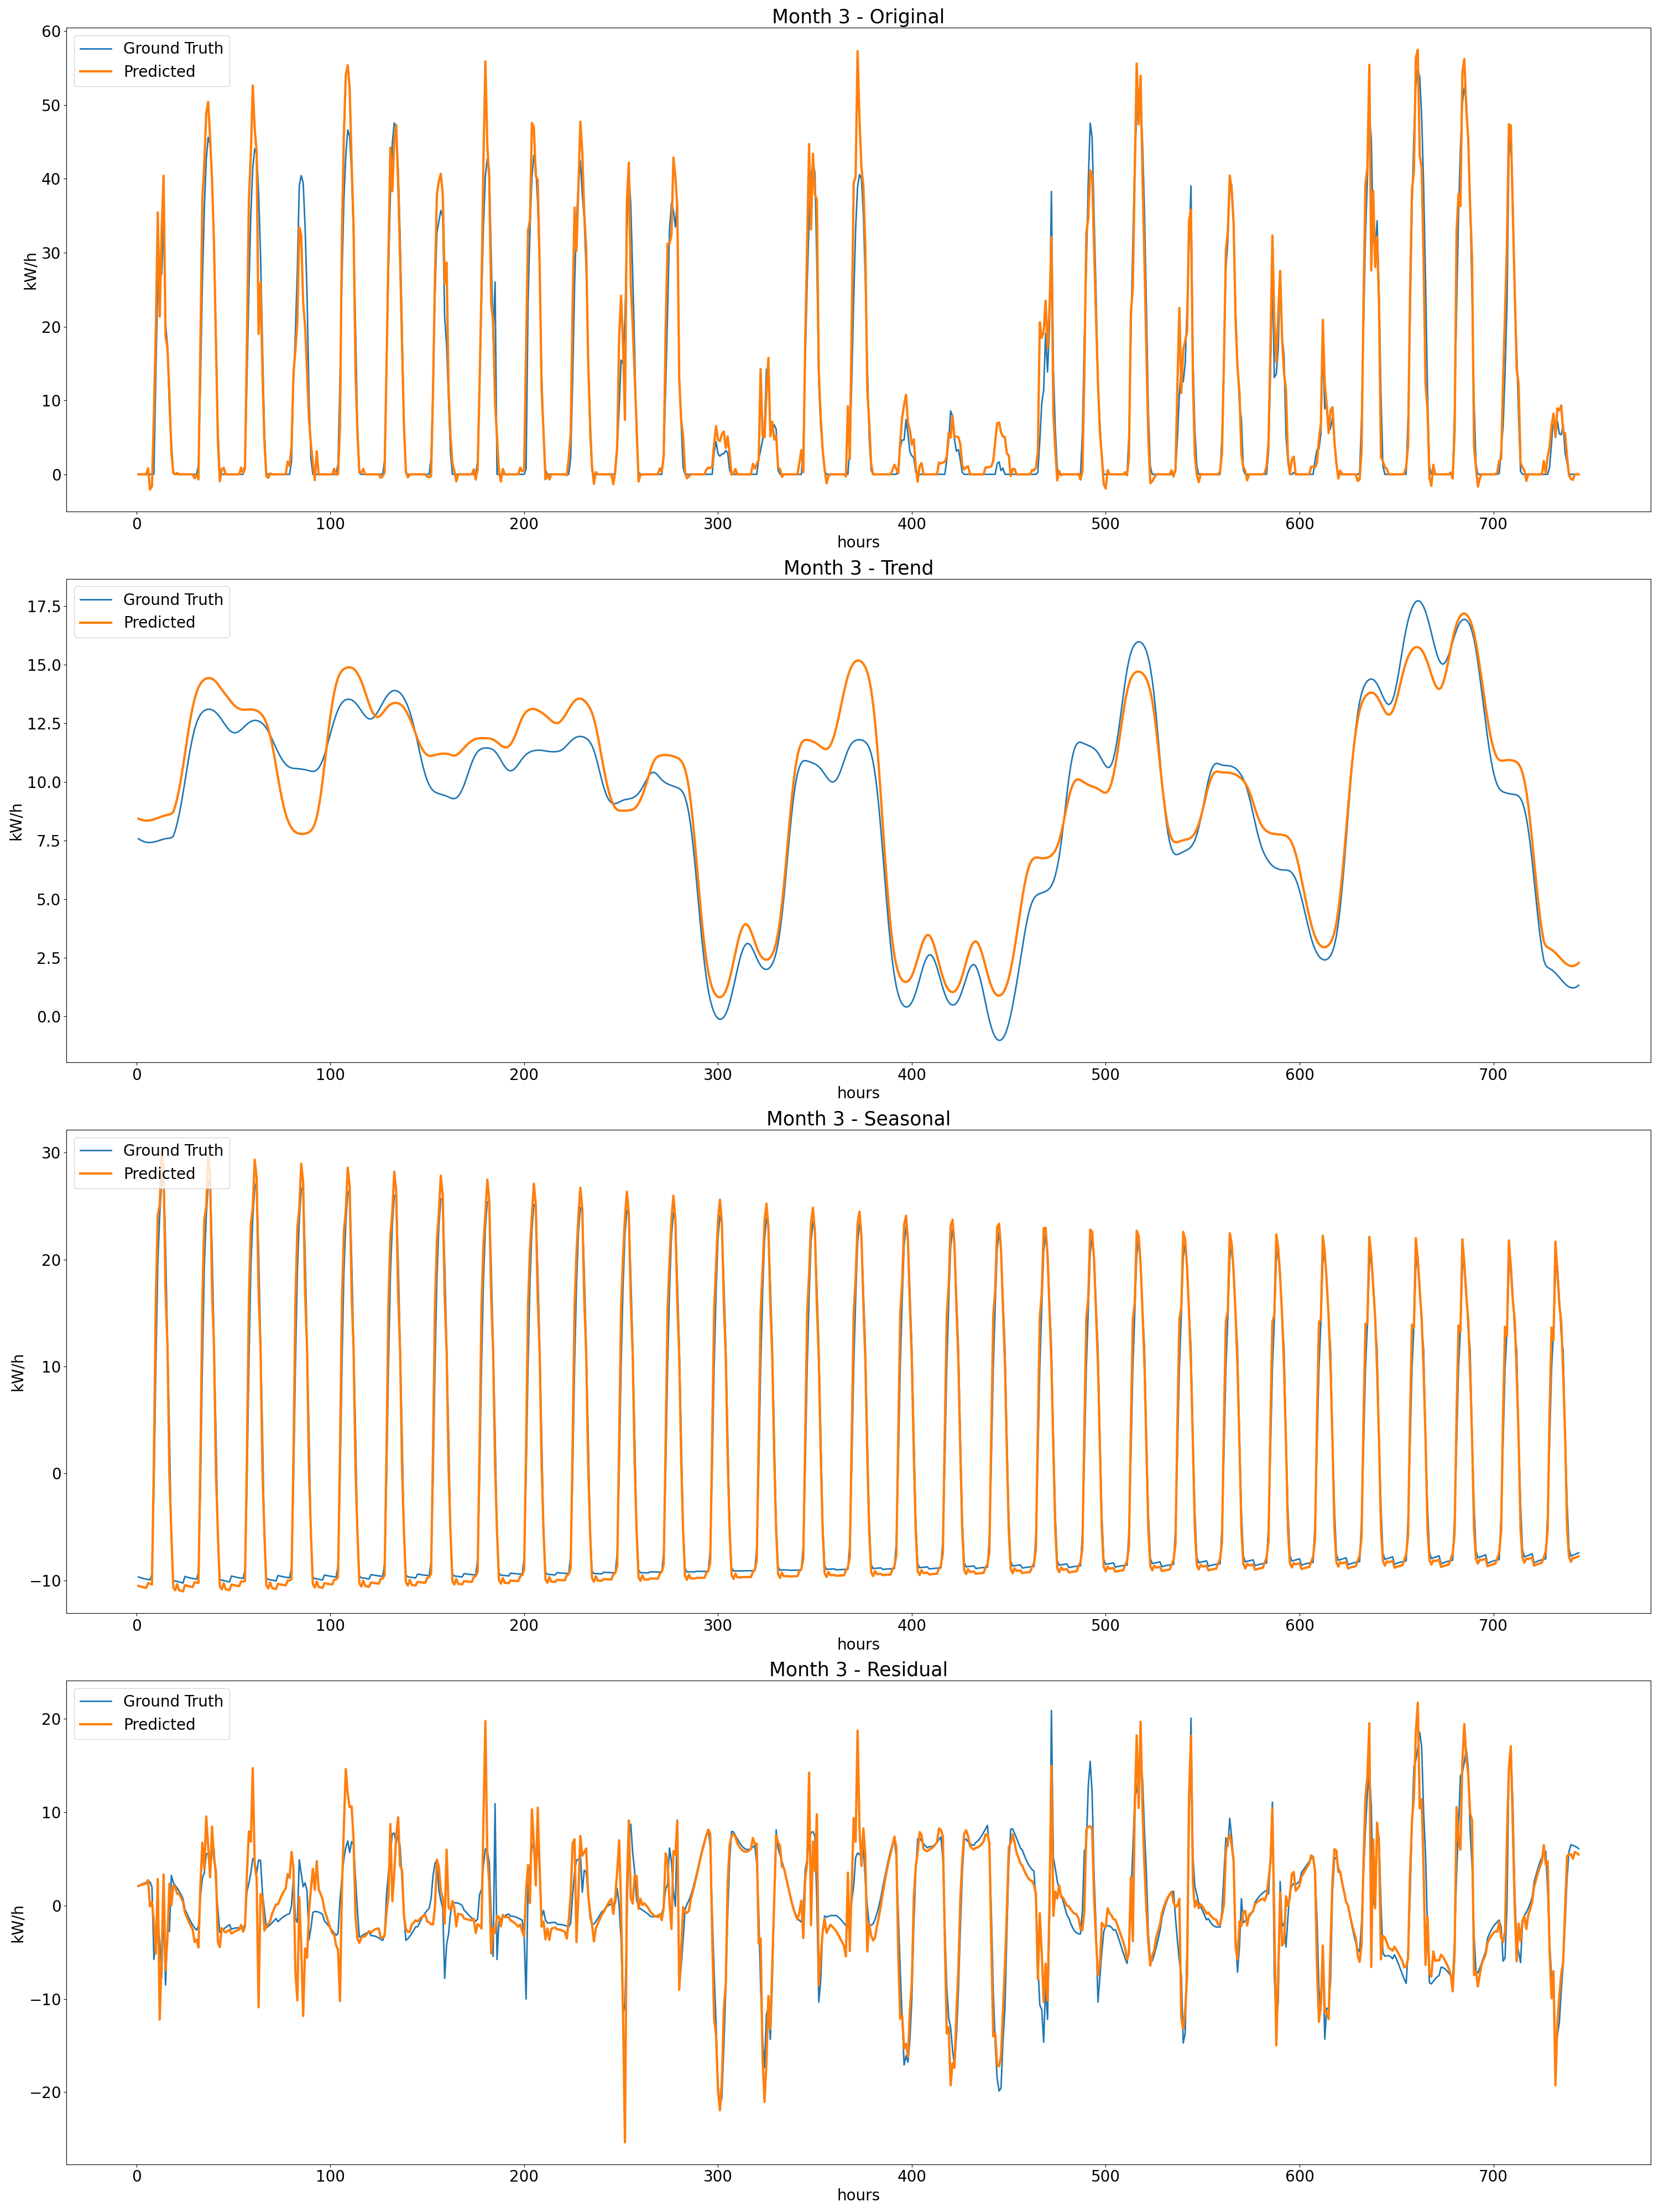 Month 3 - Original
Ground Truth
Predicted
60
50
40
30
20
10
0
kW/h
0 100 200 300 400 500 600 700
hours
Month 3 - Trend
Ground Truth
Predicted
17.5
15.0
12.5
10.0
7.5
5.0
2.5
0.0
kW/h
0 100 200 300 400 500 600 700
hours
Month 3 - Seasonal
Ground Truth
Predicted
30
20
10
0
−10
kW/h
0 100 200 300 400 500 600 700
hours
Month 3 - Residual
Ground Truth
Predicted
20
10
0
−10
−20
kW/h
0 100 200 300 400 500 600 700
hours